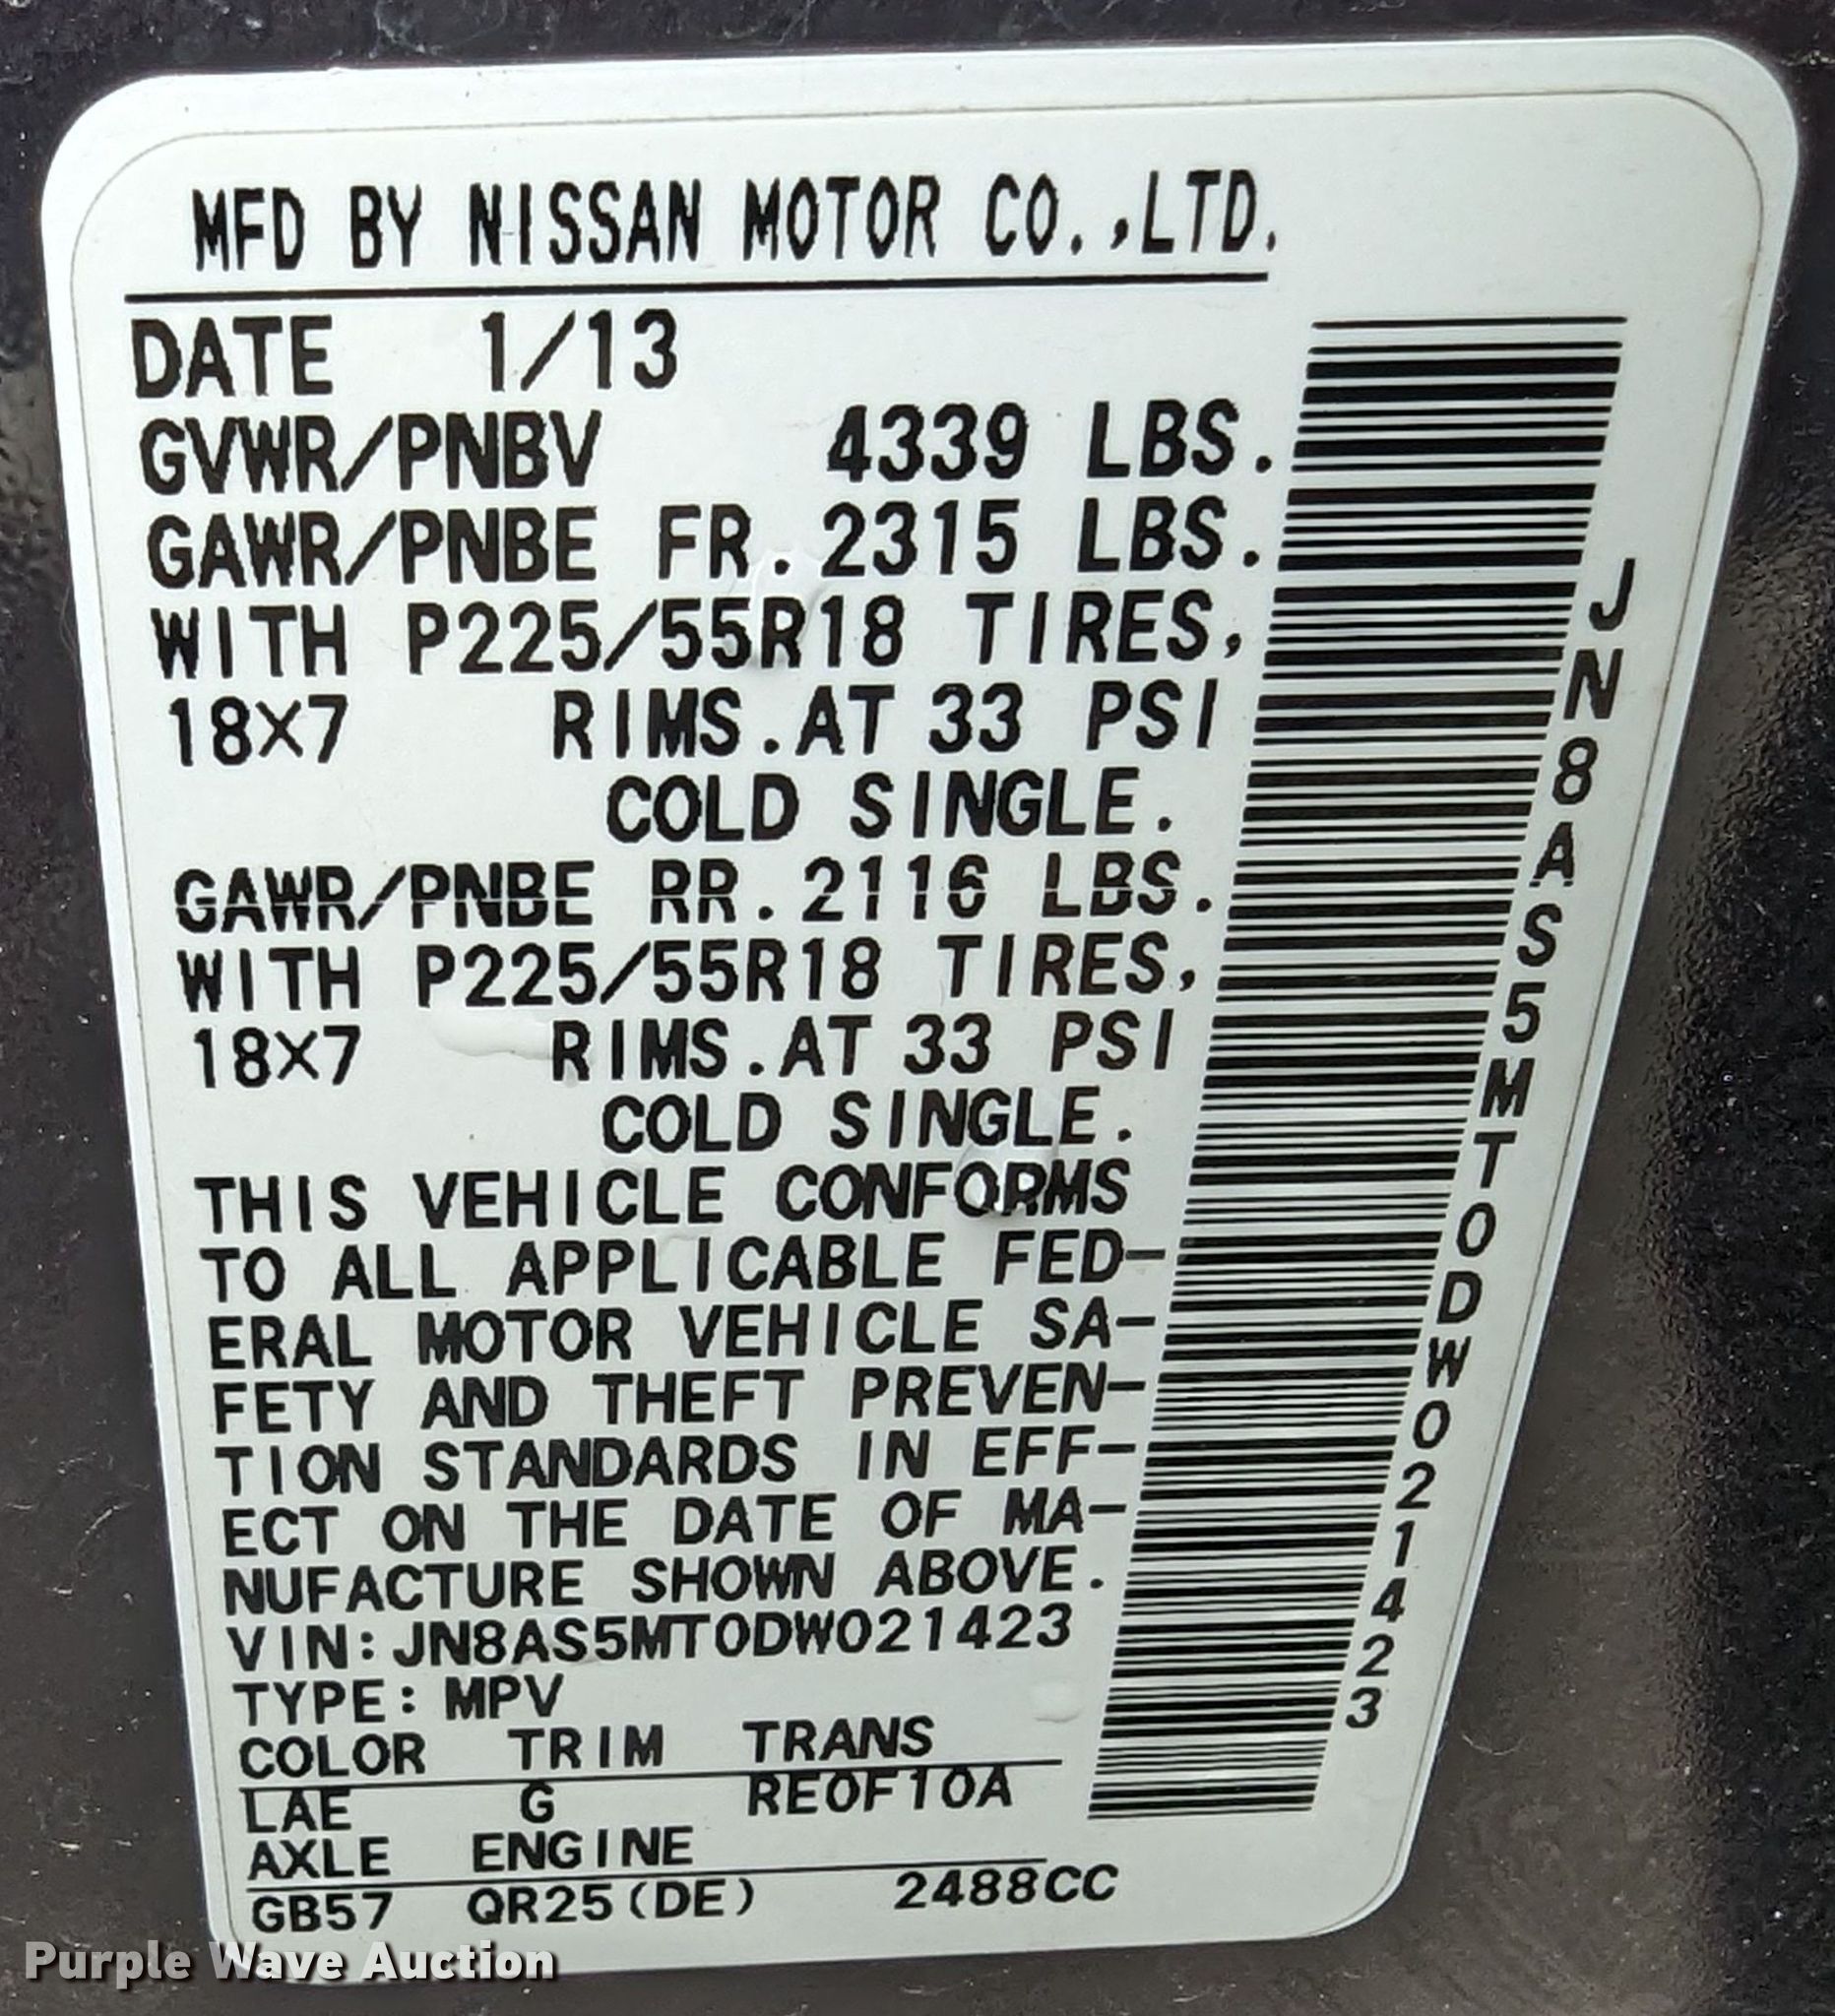 MFD BY NISSAN MOTOR CO.,LTD.
DATE 1/13
GVWR/PNBV 4339 LBS.
GAWR/PNBE FR.2315 LBS.
WITH P225/55R18 TIRES,
18X7 RIMS.AT 33 PSI
COLD SINGLE.
GAWR/PNBE RR.2116 LBS.
WITH P225/55R18 TIRES,
18X7 RIMS.AT 33 PSI
COLD SINGLE.
THIS VEHICLE CONFORMS
TO ALL APPLICABLE FED-
ERAL MOTOR VEHICLE SA-
FETY AND THEFT PREVEN-
TION STANDARDS IN EFF-
ECT ON THE DATE OF MA-
NUFACTURE SHOWN ABOVE.
VIN:JN8AS5MT0DW021423
TYPE:MPV
COLOR TRIM TRANS
LAE G RE0F10A
AXLE ENGINE
GB57 QR25(DE) 2488CC
JN8AS5MT0DW021423
Purple Wave Auction